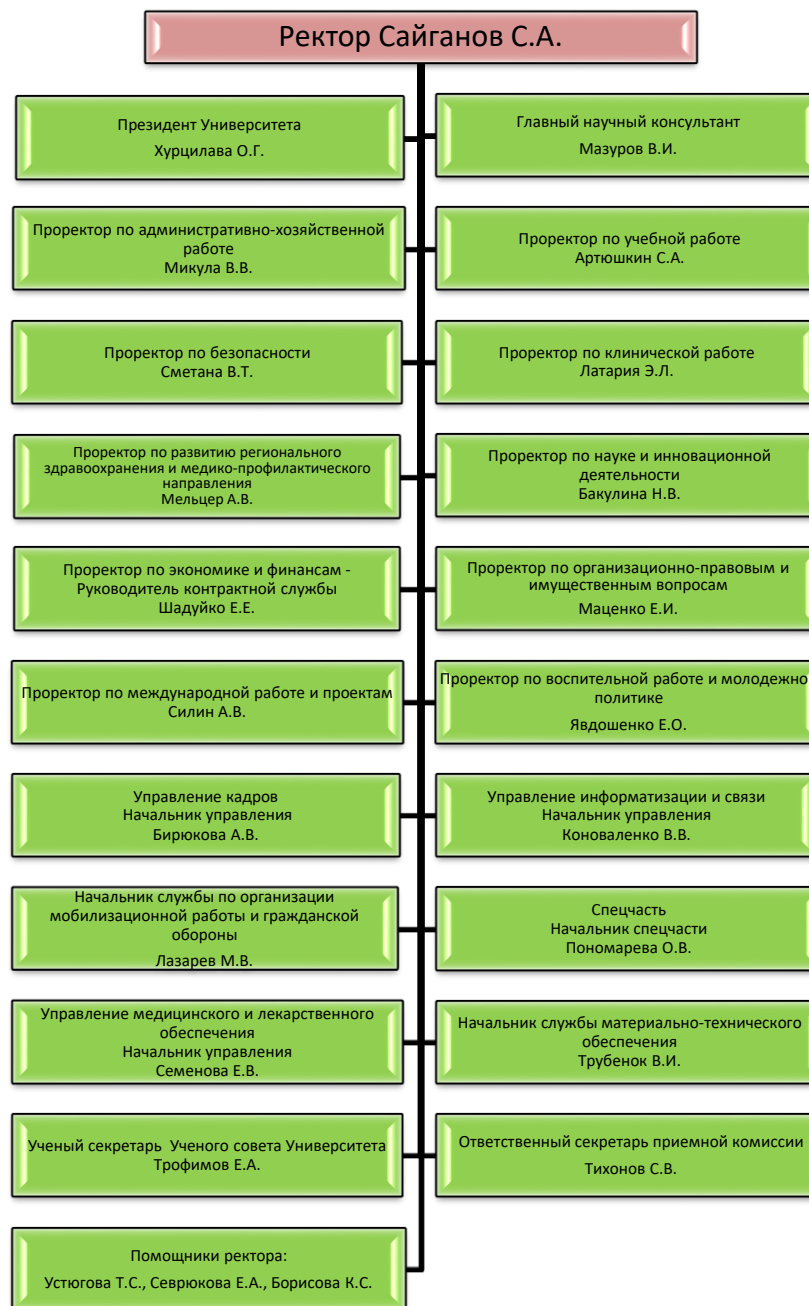 Ректор Сайганов С.А.
Президент Университета
Хурцилава О.Г.
Главный научный консультант
Мазуров В.И.
Проректор по административно-хозяйственной
работе
Микула В.В.
Проректор по учебной работе
Артюшкин С.А.
Проректор по безопасности
Сметана В.Т.
Проректор по клинической работе
Латария Э.Л.
Проректор по развитию регионального
здравоохранения и медико-профилактического
направления
Мельцер А.В.
Проректор по науке и инновационной
деятельности
Бакулина Н.В.
Проректор по экономике и финансам -
Руководитель контрактной службы
Шадуйко Е.Е.
Проректор по организационно-правовым и
имущественным вопросам
Маценко Е.И.
Проректор по международной работе и проектам
Силин А.В.
Проректор по воспительной работе и молодежно
политике
Явдошенко Е.О.
Управление кадров
Начальник управления
Бирюкова А.В.
Управление информатизации и связи
Начальник управления
Коноваленко В.В.
Начальник службы по организации
мобилизационной работы и гражданской
обороны
Лазарев М.В.
Спецчасть
Начальник спецчасти
Пономарева О.В.
Управление медицинского и лекарственного
обеспечения
Начальник управления
Семенова Е.В.
Начальник службы материально-технического
обеспечения
Трубенок В.И.
Ученый секретарь Ученого совета Университета
Трофимов Е.А.
Ответственный секретарь приемной комиссии
Тихонов С.В.
Помощники ректора:
Устюгова Т.С., Севрюкова Е.А., Борисова К.С.